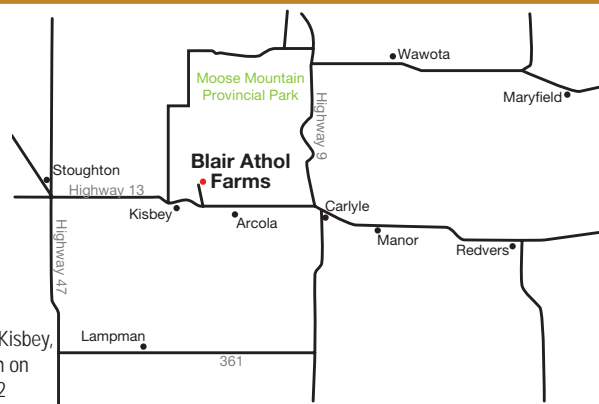 Wawota
Moose Mountain
Provincial Park
Maryfield
Highway 9
Blair Athol
Farms
Stoughton
Highway 13
Kisbey
Arcola
Carlyle
Manor
Redvers
Highway 47
Kisbey,
n on
2
Lampman
361